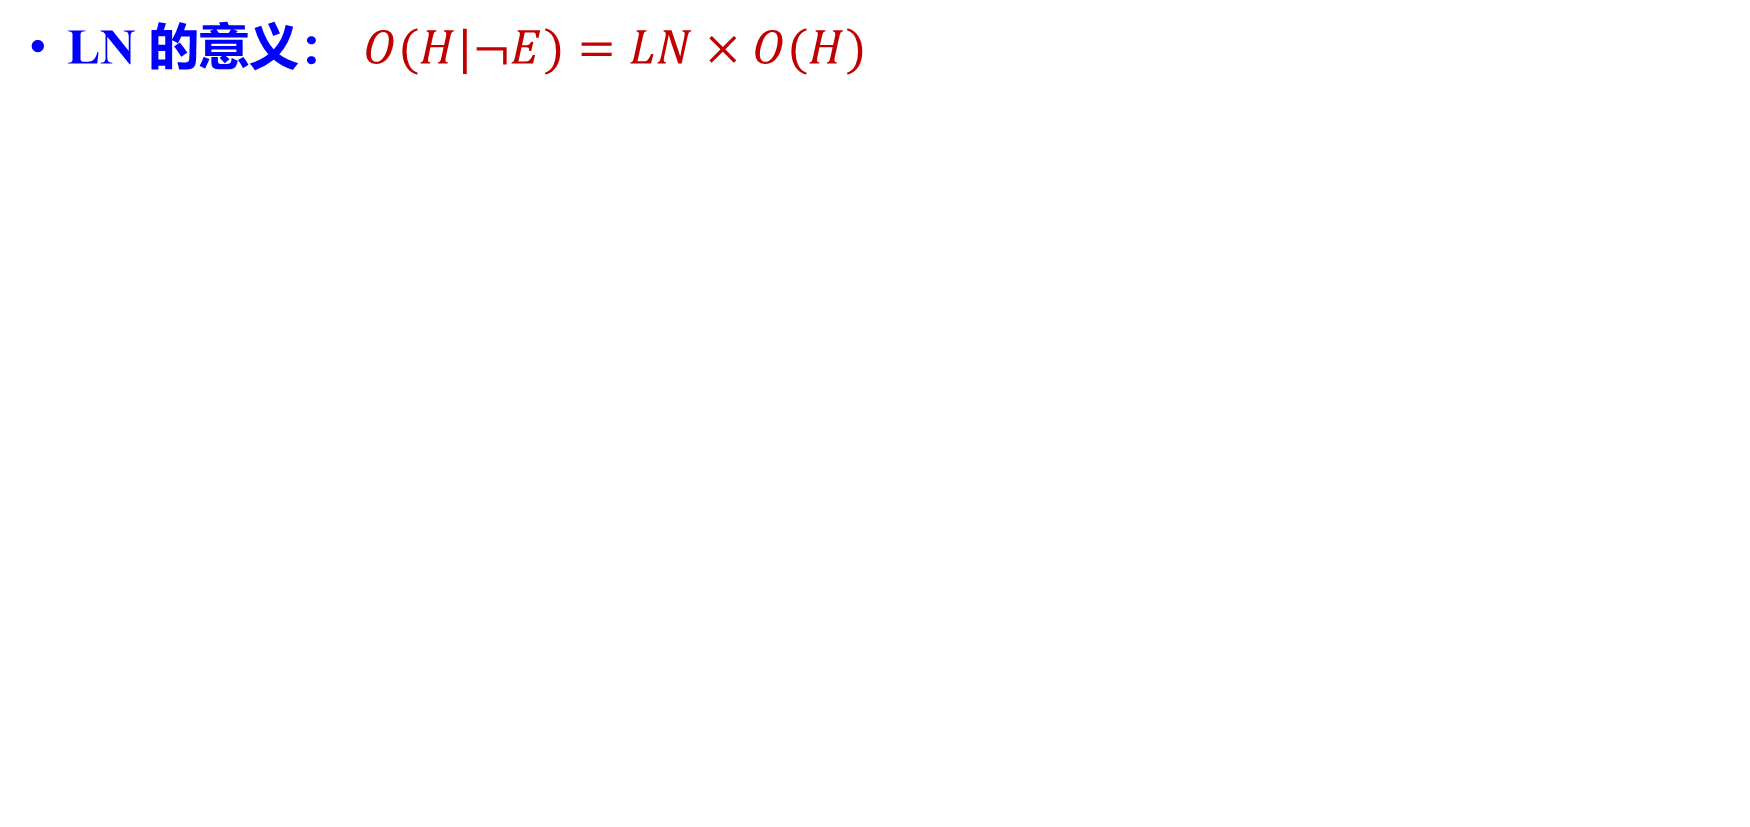 • LN 的意义： O(H|¬E) = LN × O(H)